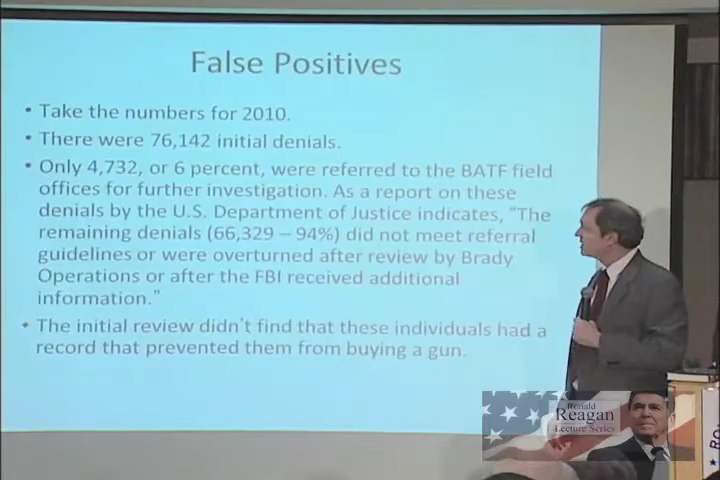 False Positives
• Take the numbers for 2010.
• There were 76,142 initial denials.
• Only 4,732, or 6 percent, were referred to the BATF field
offices for further investigation. As a report on these
denials by the U.S. Department of Justice indicates, “The
remaining denials (66,329 – 94%) did not meet referral
guidelines or were overturned after review by Brady
Operations or after the FBI received additional
information.”
• The initial review didn’t find that these individuals had a
record that prevented them from buying a gun.
Ronald
Reagan
Lecture Series